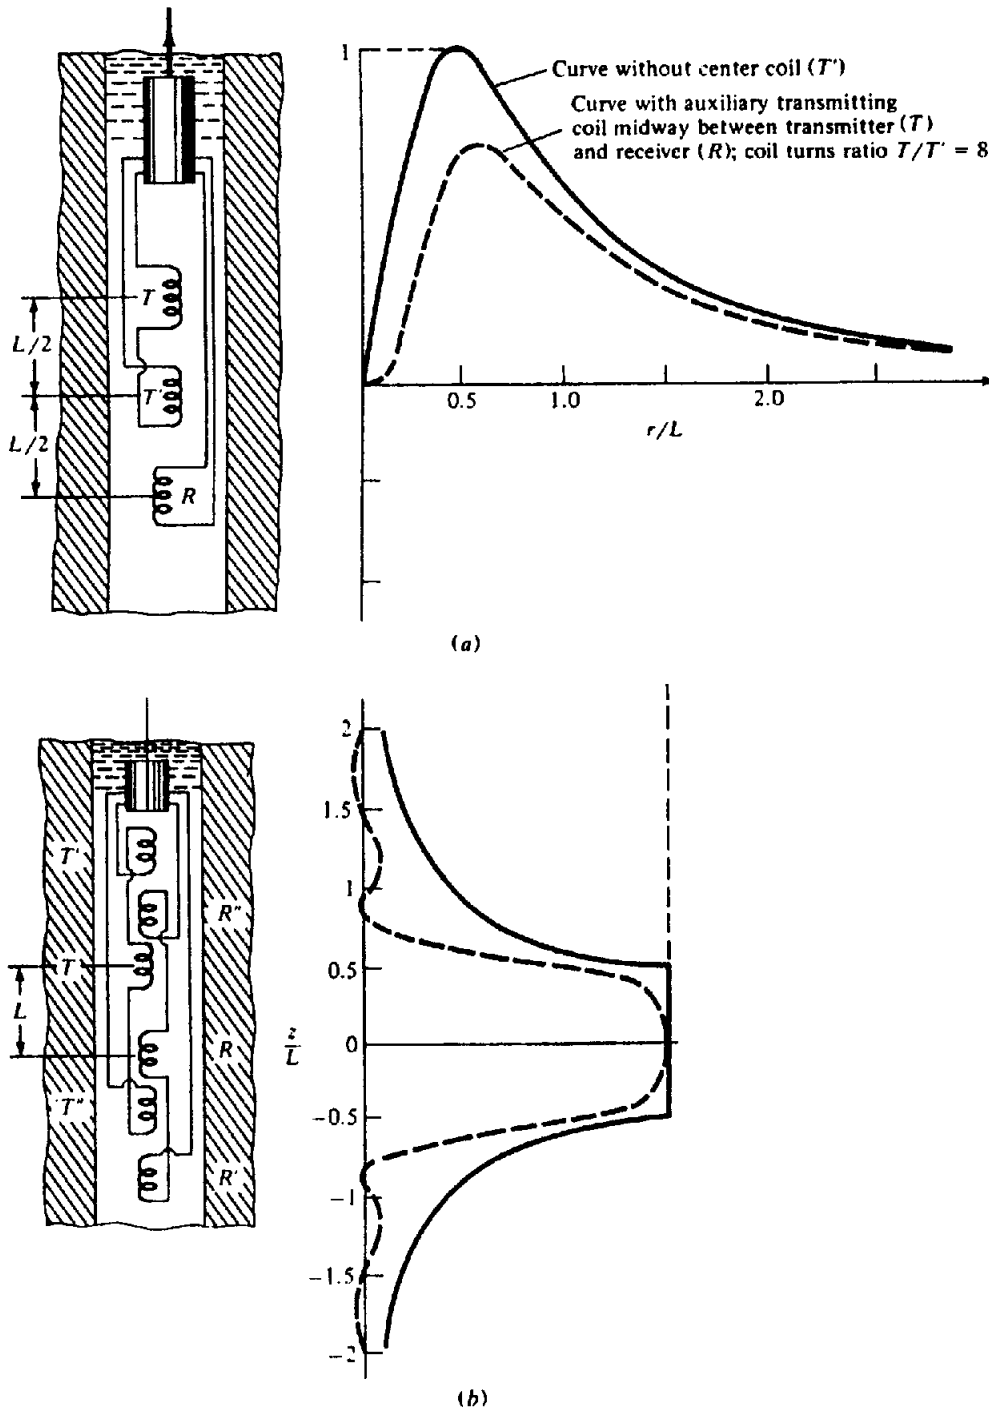 1
Curve without center coil (T')
Curve with auxiliary transmitting
coil midway between transmitter (T)
and receiver (R); coil turns ratio T/T' = 8
T
L/2
T'
L/2
R
0.5
1.0
2.0
r/L
(a)
T'
R"
T
L
R
T"
R'
2
1.5
1
0.5
z/L
0
−0.5
−1
−1.5
−2
(b)